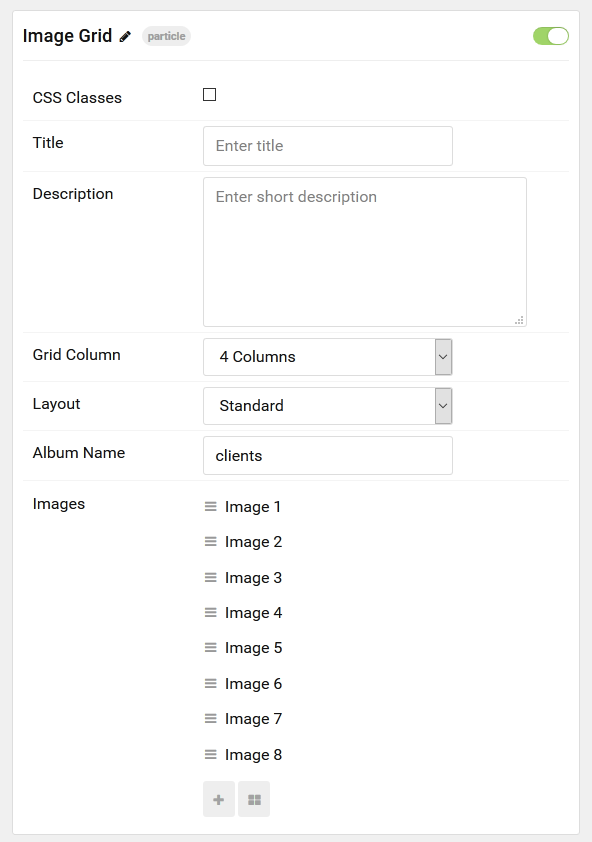 Image Grid particle
CSS Classes
Title Enter title
Description Enter short description
Grid Column 4 Columns
Layout Standard
Album Name clients
Images Image 1
Image 2
Image 3
Image 4
Image 5
Image 6
Image 7
Image 8